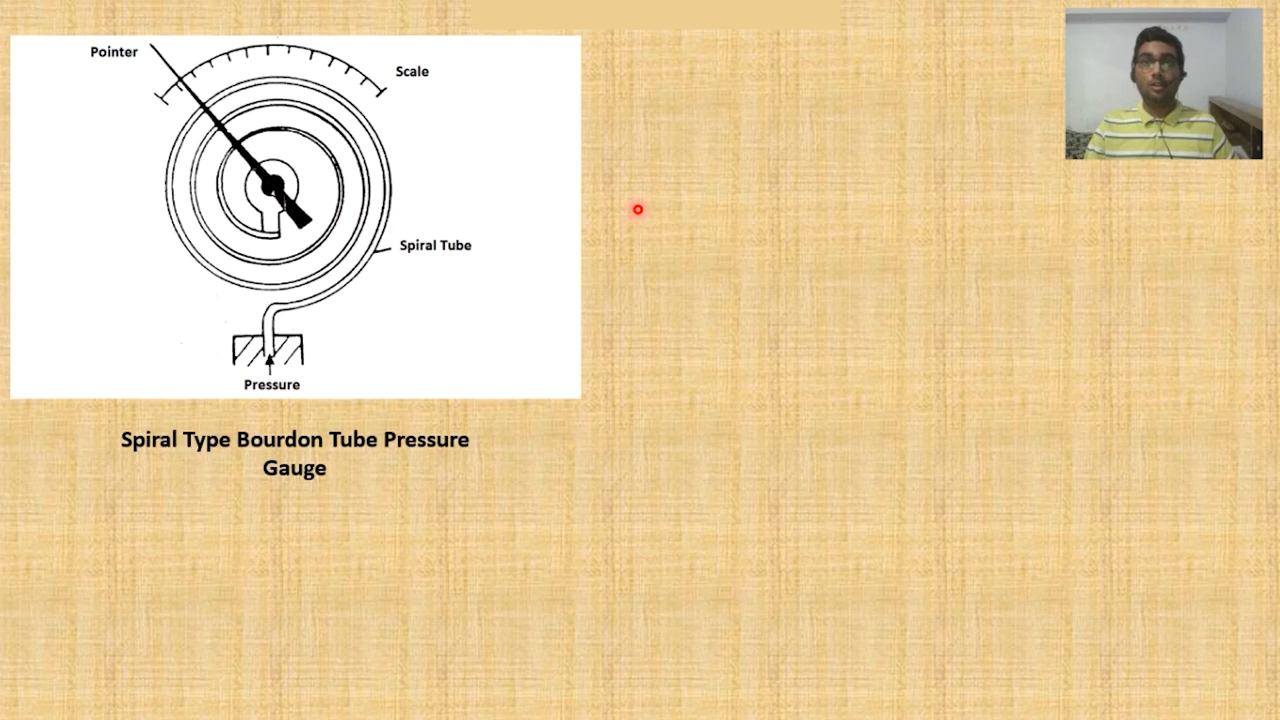 Pointer
Scale
Spiral Tube
Pressure
Spiral Type Bourdon Tube Pressure
Gauge